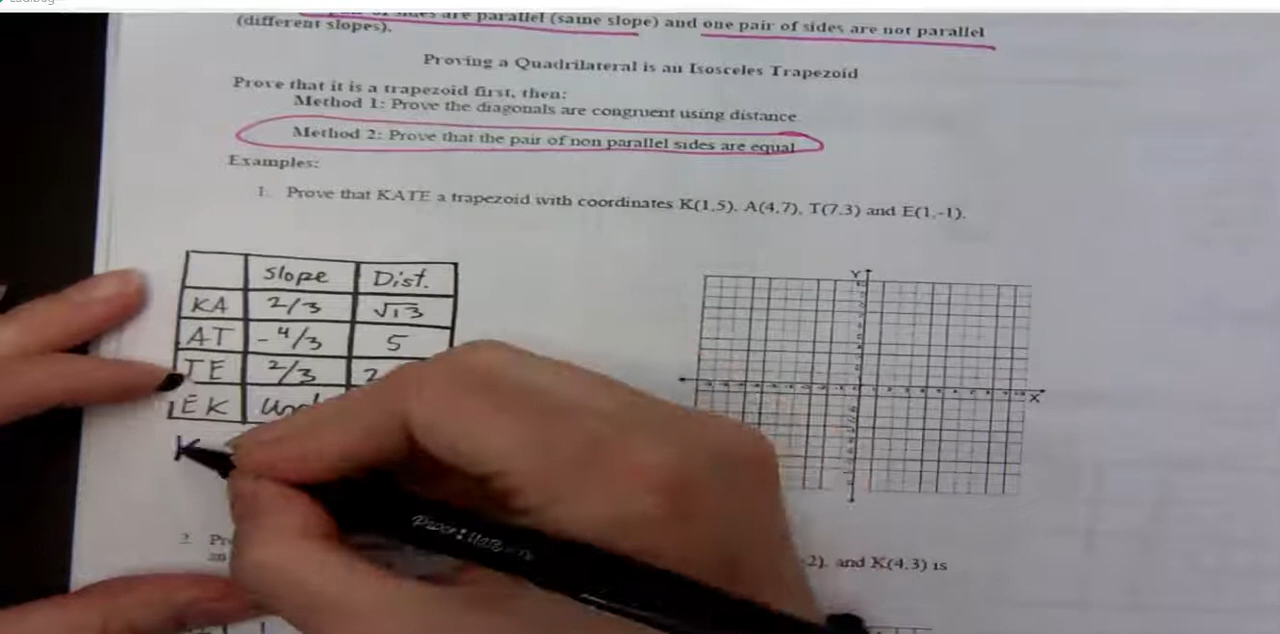 are parallel (same slope) and one pair of sides are not parallel
(different slopes).
Proving a Quadrilateral is an Isosceles Trapezoid
Prove that it is a trapezoid first, then:
Method 1: Prove the diagonals are congruent using distance
Method 2: Prove that the pair of non parallel sides are equal
Examples:
1. Prove that KATE a trapezoid with coordinates K(1,5), A(4,7), T(7,3) and E(1,-1).
slope Dist.
KA 2/3 √13
AT -4/3 5
TE 2/3 2
EK
K
Y
X
2
-2), and K(4,3) is